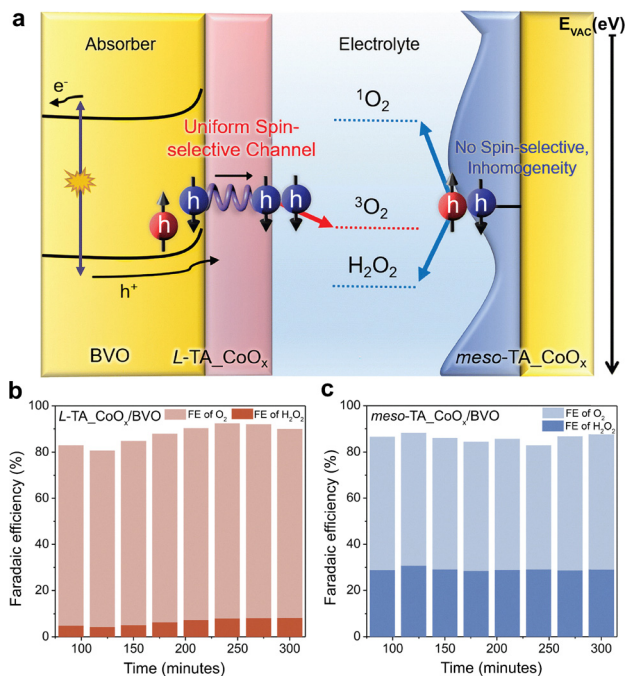 a
E_VAC(eV)
Absorber
Electrolyte
e⁻
¹O₂
Uniform Spin-
selective Channel
No Spin-selective,
Inhomogeneity
h
h
h
h
h
h
³O₂
H₂O₂
h⁺
BVO
L-TA_CoOₓ
meso-TA_CoOₓ
b
L-TA_CoOₓ/BVO
FE of O₂
FE of H₂O₂
Faradaic efficiency (%)
100
80
60
40
20
0
100
150
200
250
300
Time (minutes)
c
meso-TA_CoOₓ/BVO
FE of O₂
FE of H₂O₂
Faradaic efficiency (%)
100
80
60
40
20
0
100
150
200
250
300
Time (minutes)